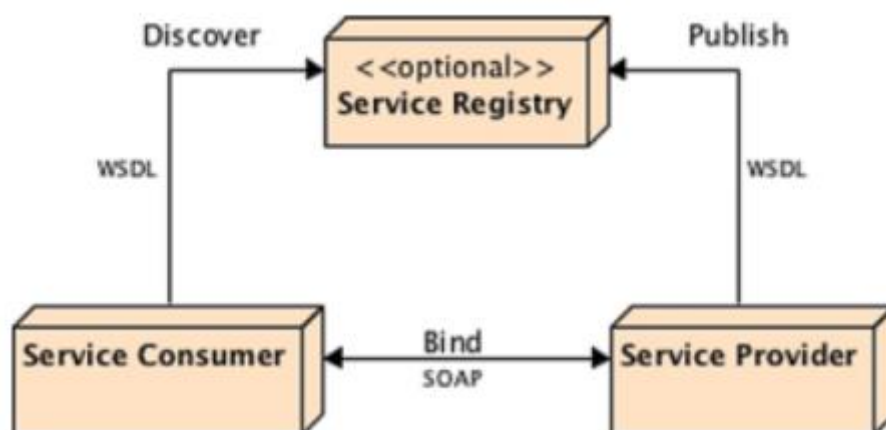 Discover
Publish
<<optional>>
Service Registry
WSDL
WSDL
Service Consumer
Bind
SOAP
Service Provider